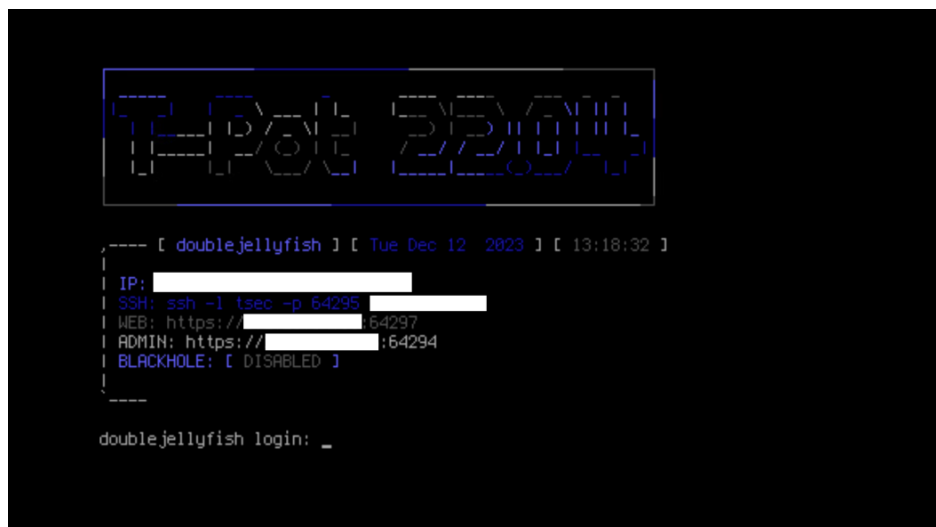 T-Pot 22.04
[ doublejellyfish ] [ Tue Dec 12 2023 ] [ 13:18:32 ]
IP:
SSH: ssh -l tsec -p 64295
WEB: https:// :64297
ADMIN: https:// :64294
BLACKHOLE: [ DISABLED ]
doublejellyfish login: _